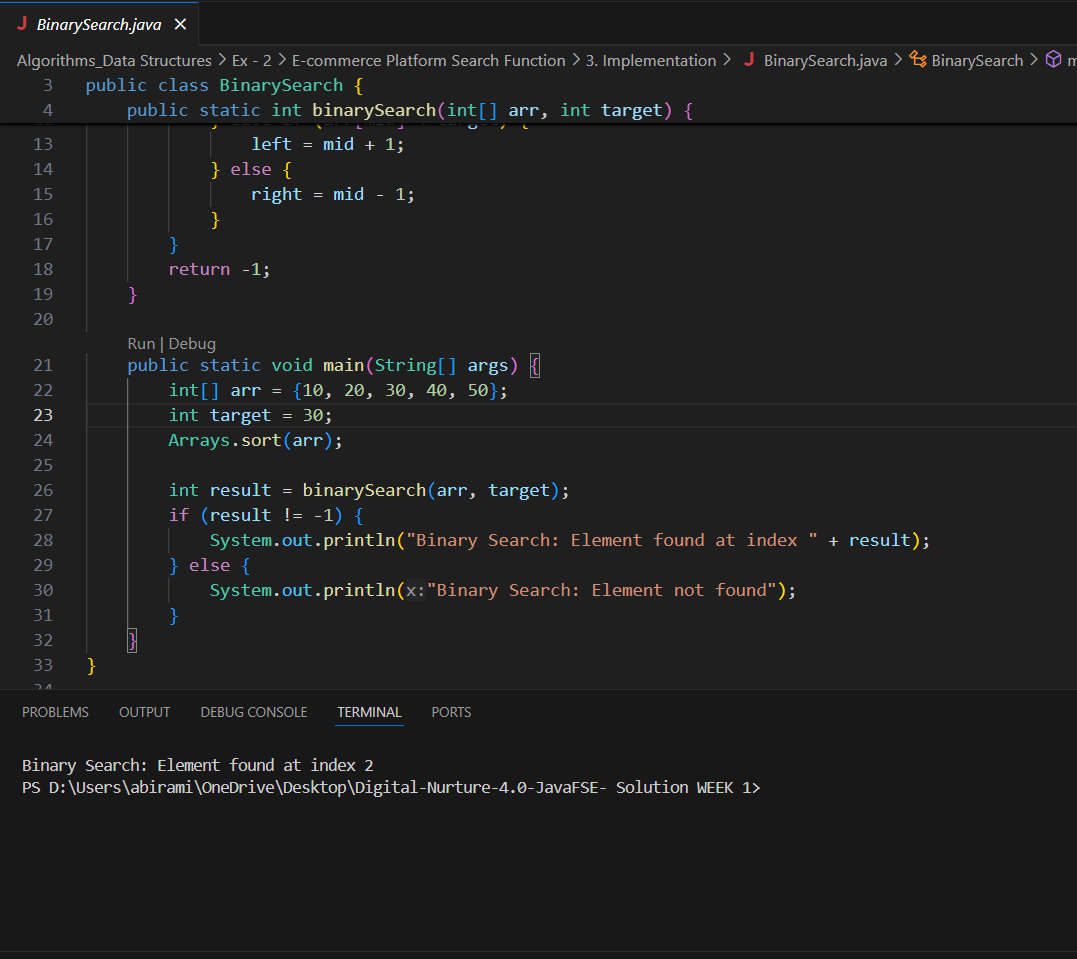 J BinarySearch.java ×
Algorithms_Data Structures > Ex - 2 > E-commerce Platform Search Function > 3. Implementation > J BinarySearch.java > BinarySearch >
3 public class BinarySearch {
4 public static int binarySearch(int[] arr, int target) {
13 left = mid + 1;
14 } else {
15 right = mid - 1;
16 }
17 }
18 return -1;
19 }
20
Run | Debug
21 public static void main(String[] args) {
22 int[] arr = {10, 20, 30, 40, 50};
23 int target = 30;
24 Arrays.sort(arr);
25
26 int result = binarySearch(arr, target);
27 if (result != -1) {
28 System.out.println("Binary Search: Element found at index " + result);
29 } else {
30 System.out.println(x:"Binary Search: Element not found");
31 }
32 }
33 }
PROBLEMS OUTPUT DEBUG CONSOLE TERMINAL PORTS
Binary Search: Element found at index 2
PS D:\Users\abirami\OneDrive\Desktop\Digital-Nurture-4.0-JavaFSE- Solution WEEK 1>